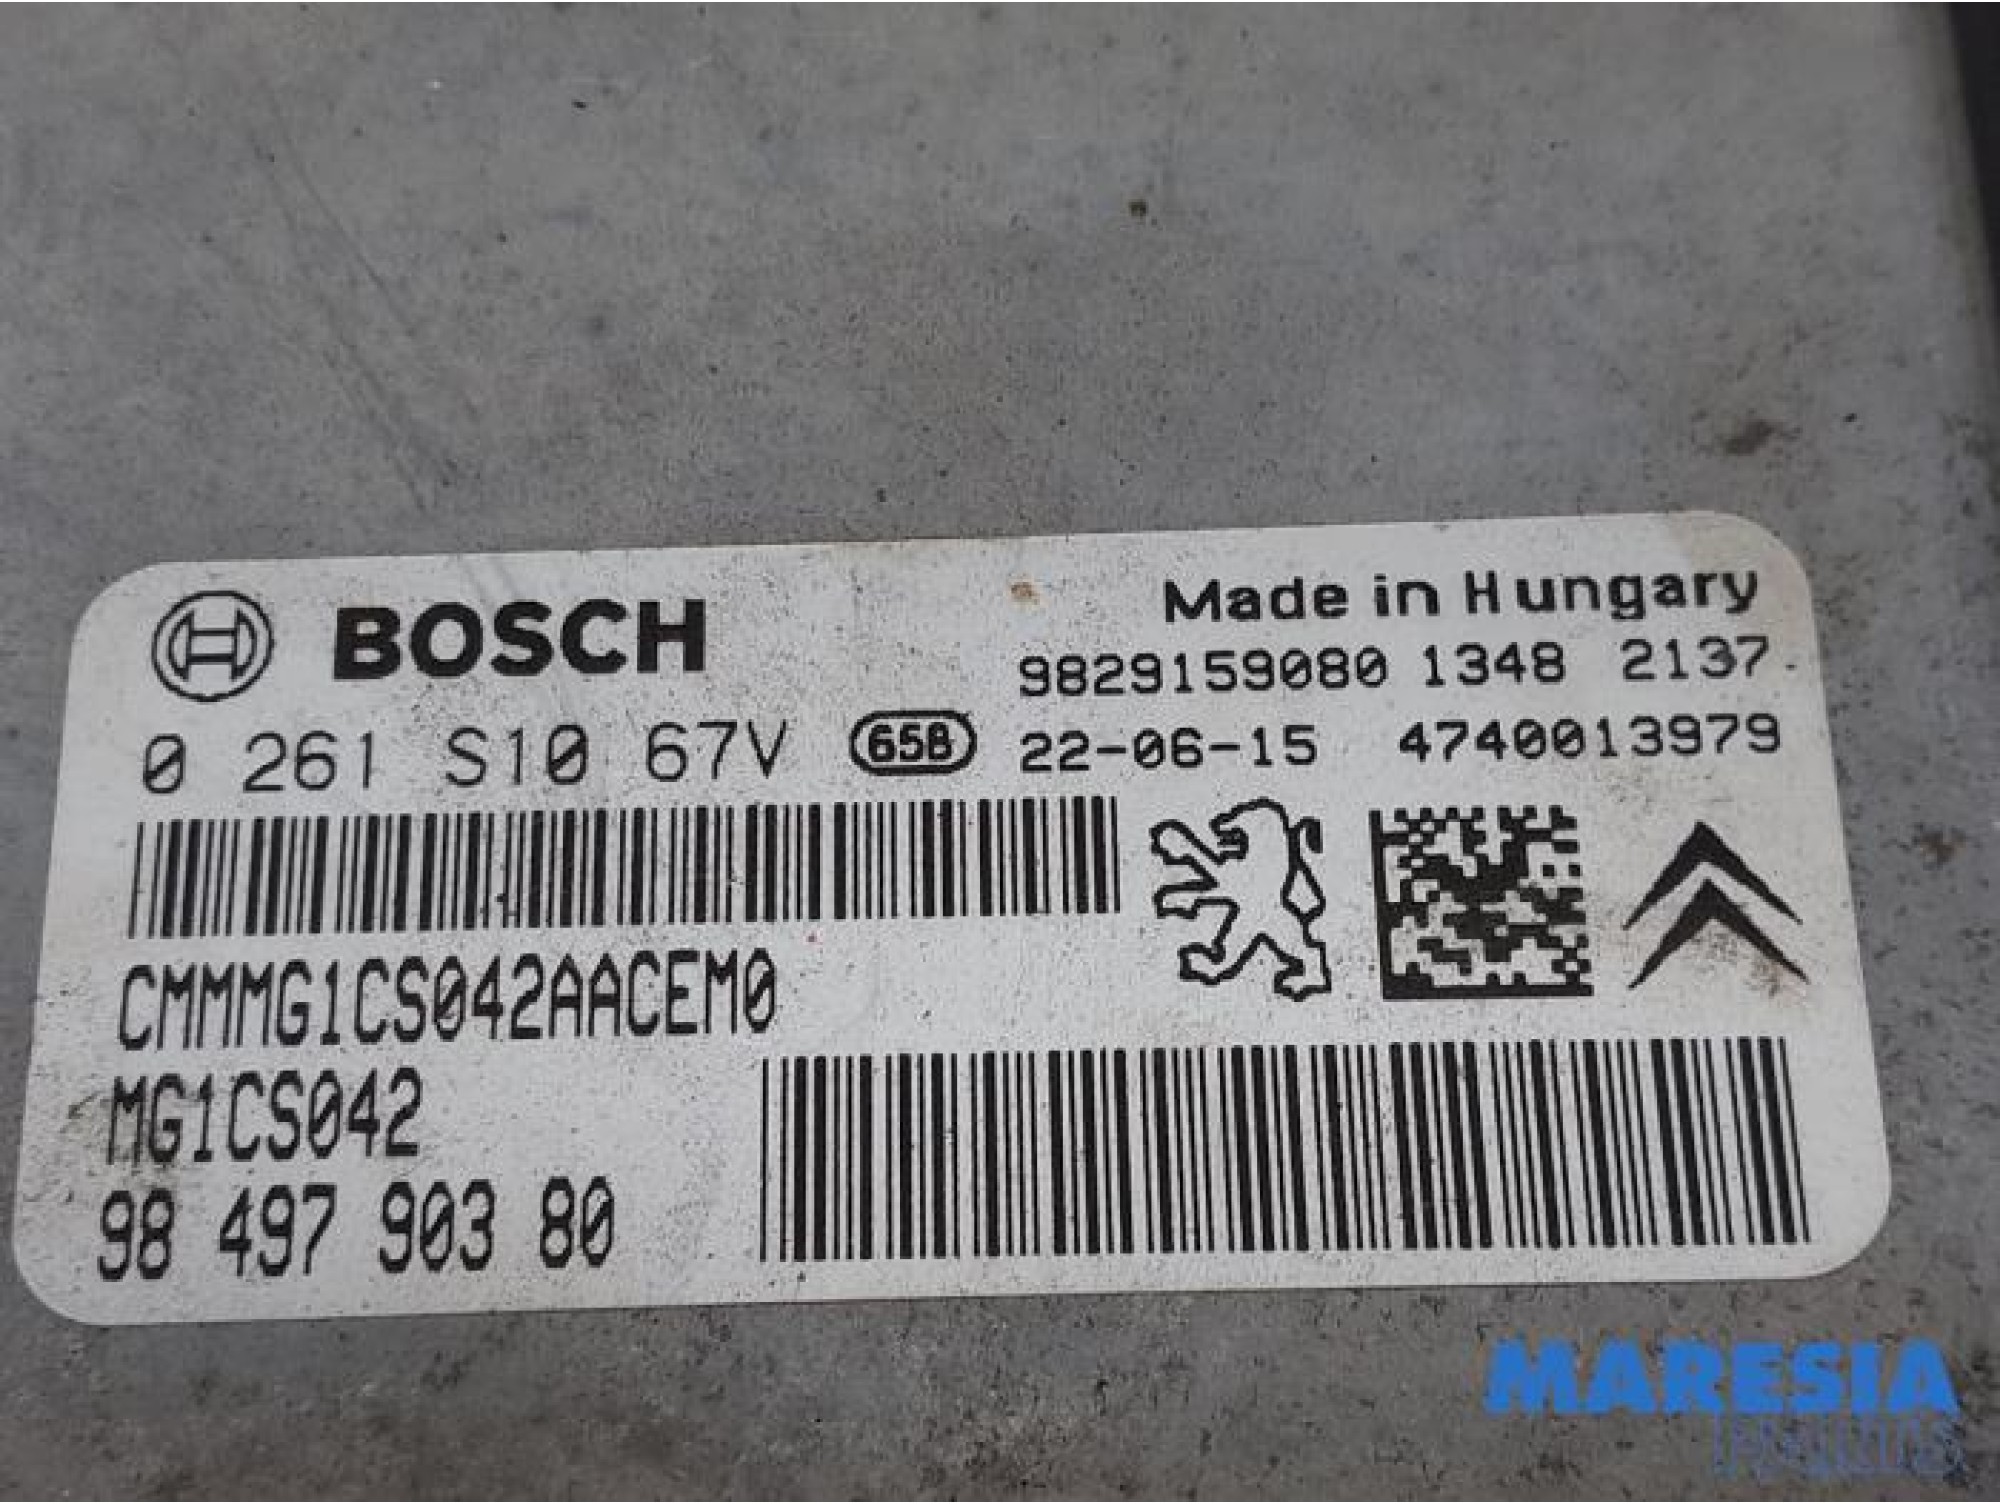 BOSCH
Made in Hungary
9829159080 1348 2137
0 261 S10 67V 65B 22-06-15 4740013979
CMMMG1CS042AACEM0
MG1CS042
98 497 903 80
MARESIA